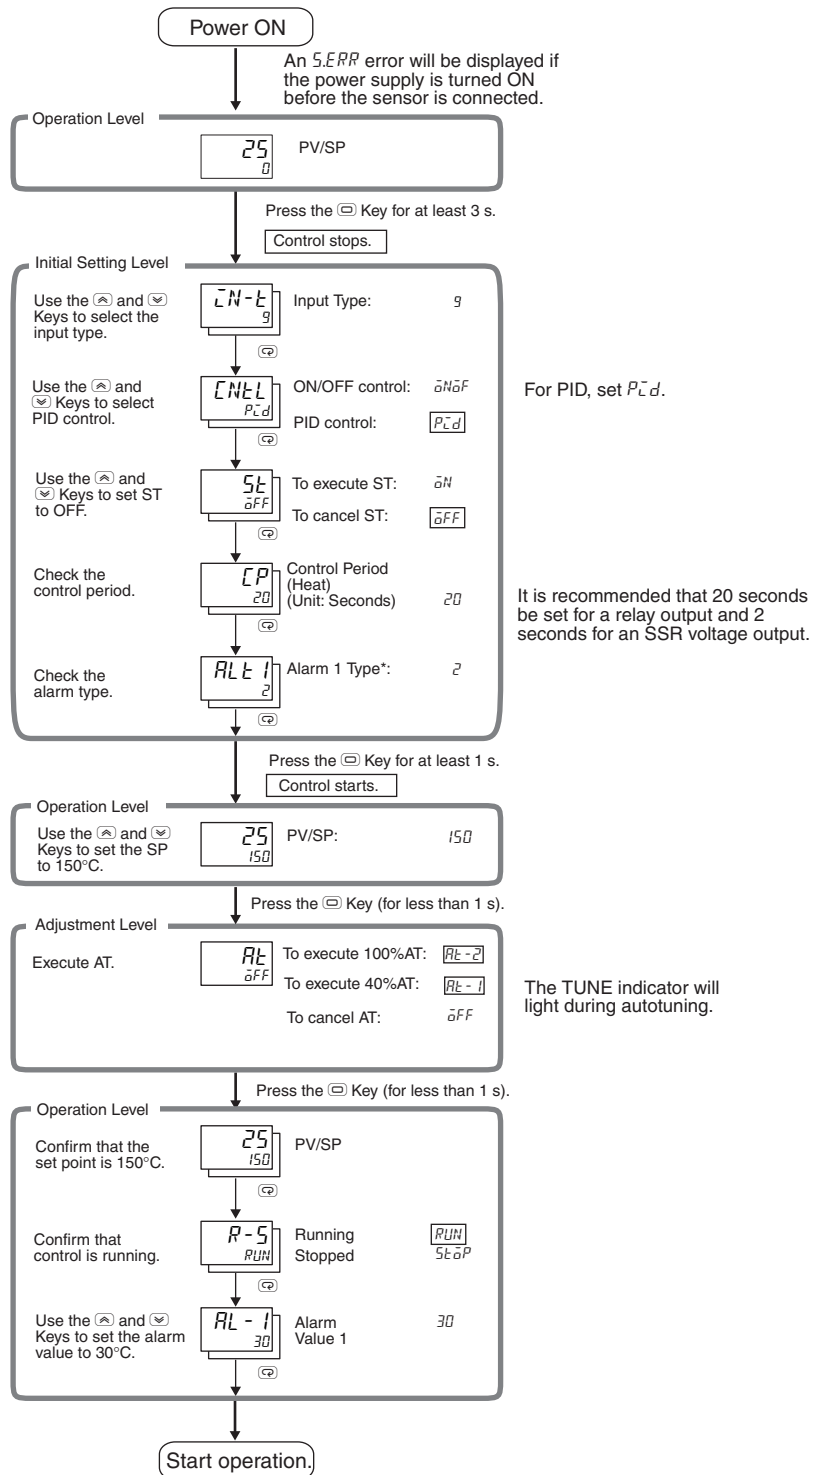 Power ON
An S.ERR error will be displayed if
the power supply is turned ON
before the sensor is connected.
Operation Level
25
0
PV/SP
Press the Key for at least 3 s.
Control stops.
Initial Setting Level
Use the and
Keys to select the
input type.
iN-t
9
Input Type: 9
Use the and
Keys to select
PID control.
CNtL
Pid
ON/OFF control: oNoF
PID control: Pid
For PID, set Pid.
Use the and
Keys to set ST
to OFF.
St
oFF
To execute ST: oN
To cancel ST: oFF
Check the
control period.
CP
20
Control Period
(Heat)
(Unit: Seconds) 20
It is recommended that 20 seconds
be set for a relay output and 2
seconds for an SSR voltage output.
Check the
alarm type.
ALt1
2
Alarm 1 Type*: 2
Press the Key for at least 1 s.
Control starts.
Operation Level
Use the and
Keys to set the SP
to 150°C.
25
150
PV/SP: 150
Press the Key (for less than 1 s).
Adjustment Level
Execute AT.
At
oFF
To execute 100%AT: At-2
To execute 40%AT: At-1
To cancel AT: oFF
The TUNE indicator will
light during autotuning.
Press the Key (for less than 1 s).
Operation Level
Confirm that the
set point is 150°C.
25
150
PV/SP
Confirm that
control is running.
R-S
RUN
Running RUN
Stopped StoP
Use the and
Keys to set the alarm
value to 30°C.
AL-1
30
Alarm
Value 1 30
Start operation.